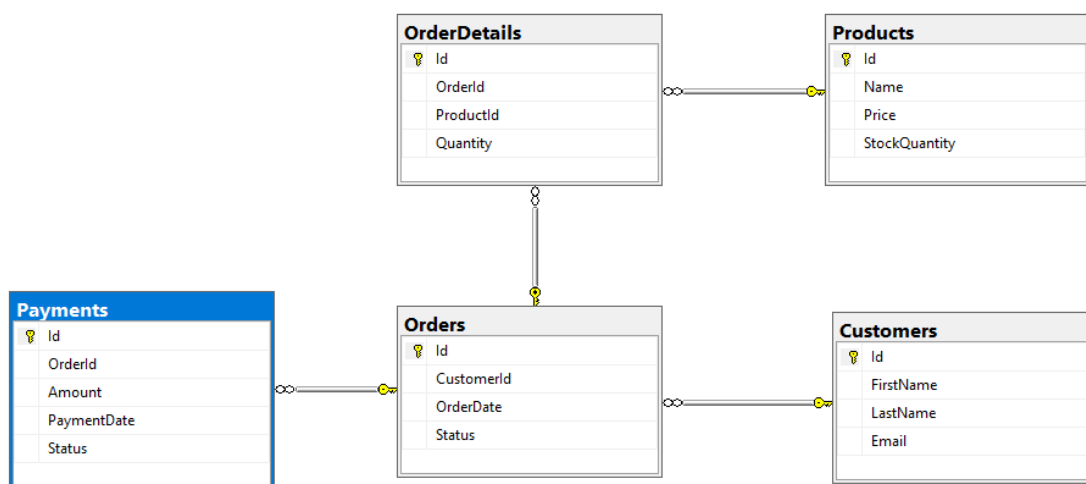 OrderDetails
Id
OrderId
ProductId
Quantity
Products
Id
Name
Price
StockQuantity
Payments
Id
OrderId
Amount
PaymentDate
Status
Orders
Id
CustomerId
OrderDate
Status
Customers
Id
FirstName
LastName
Email